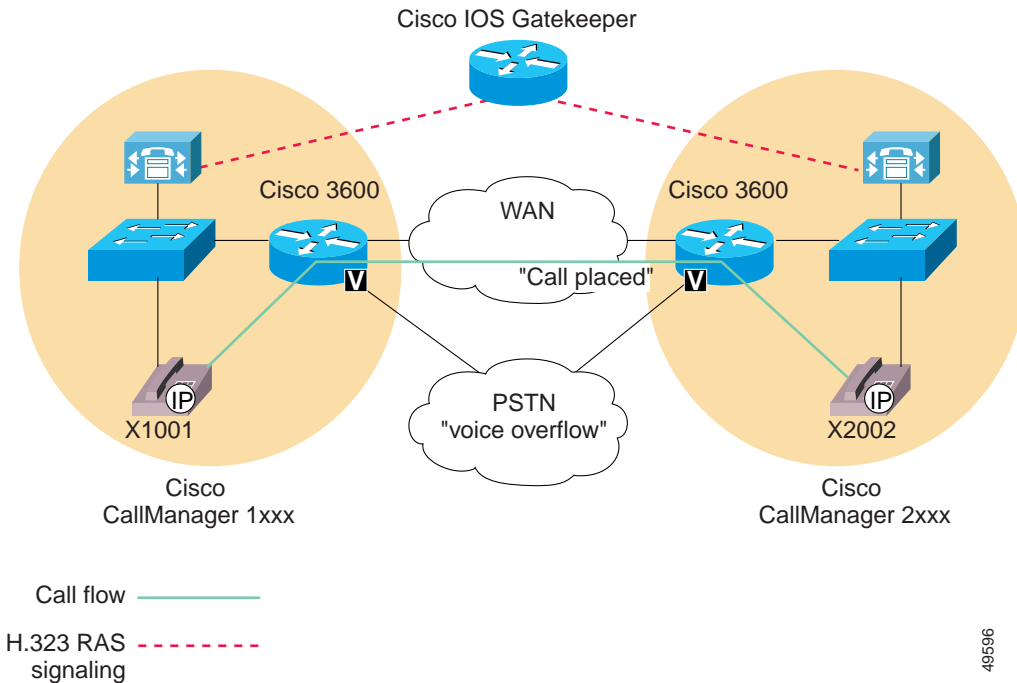 Cisco IOS Gatekeeper
Cisco 3600
WAN
Cisco 3600
"Call placed"
V
V
IP
X1001
PSTN
"voice overflow"
IP
X2002
Cisco
CallManager 1xxx
Cisco
CallManager 2xxx
Call flow
H.323 RAS
signaling
49596